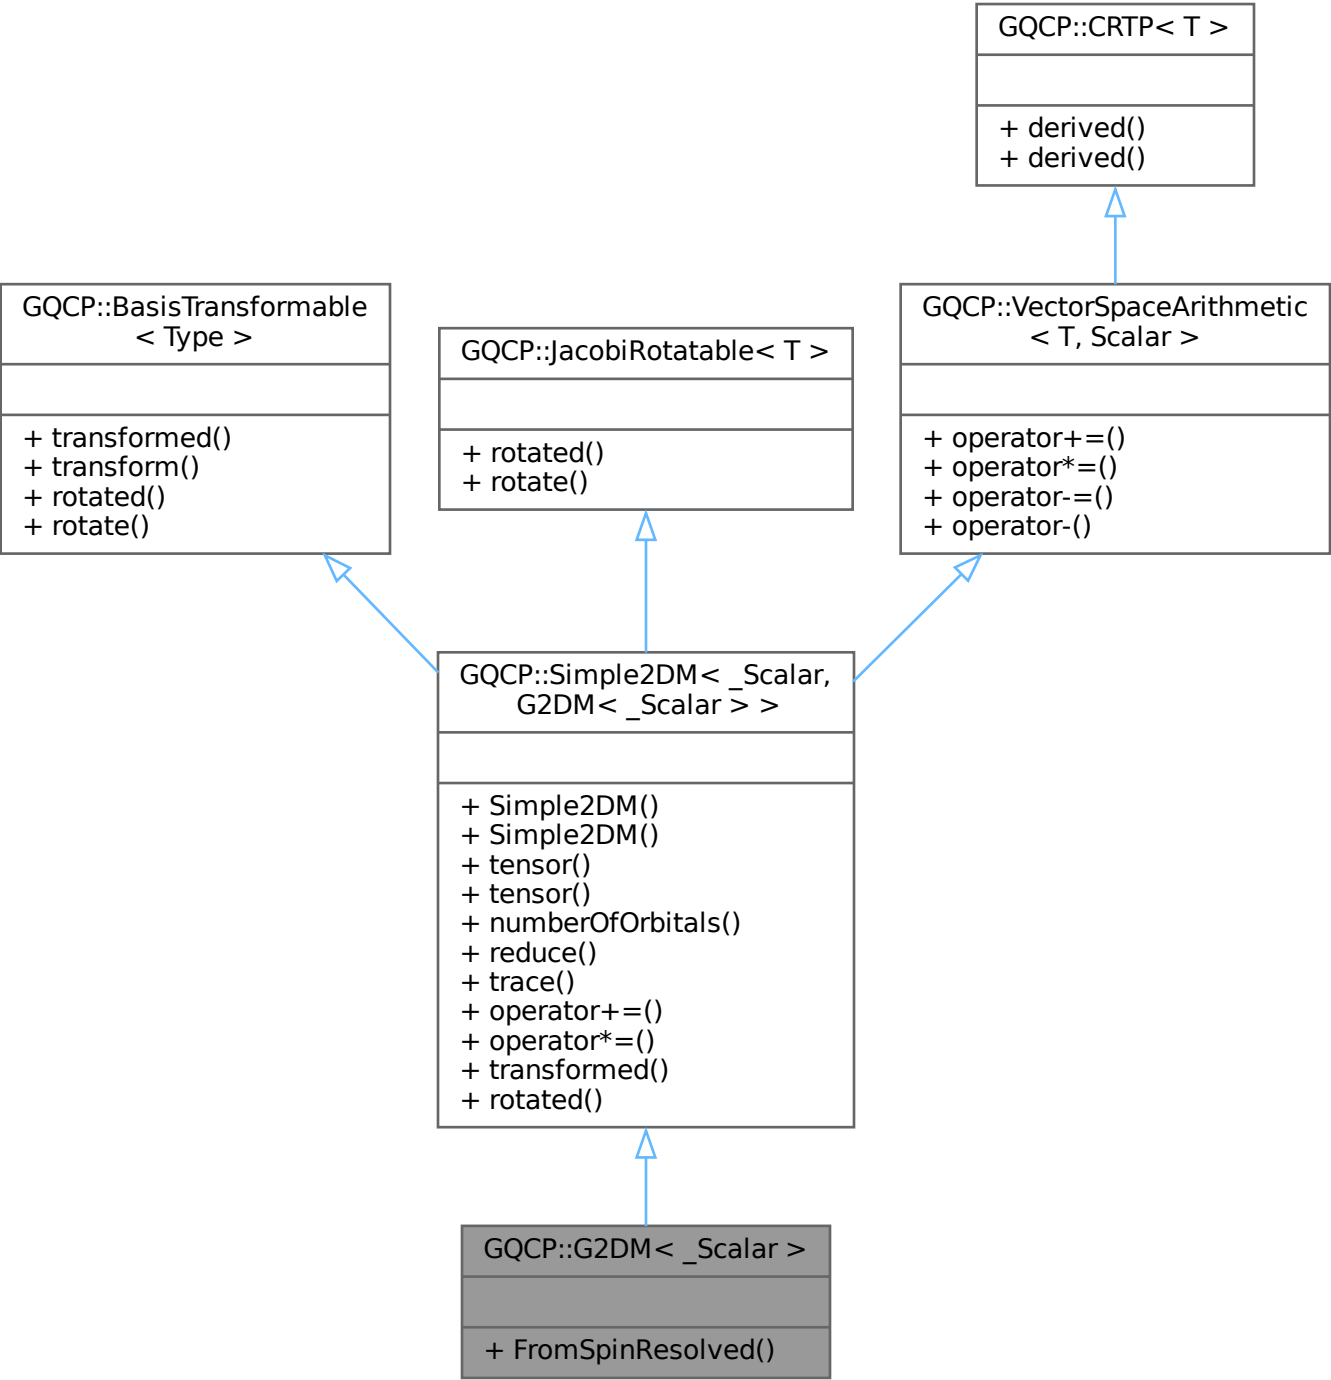 GQCP::CRTP< T >
+ derived()
+ derived()
GQCP::BasisTransformable
< Type >
+ transformed()
+ transform()
+ rotated()
+ rotate()
GQCP::JacobiRotatable< T >
+ rotated()
+ rotate()
GQCP::VectorSpaceArithmetic
< T, Scalar >
+ operator+=()
+ operator*=()
+ operator-=()
+ operator-()
GQCP::Simple2DM< _Scalar,
G2DM< _Scalar > >
+ Simple2DM()
+ Simple2DM()
+ tensor()
+ tensor()
+ numberOfOrbitals()
+ reduce()
+ trace()
+ operator+=()
+ operator*=()
+ transformed()
+ rotated()
GQCP::G2DM< _Scalar >
+ FromSpinResolved()